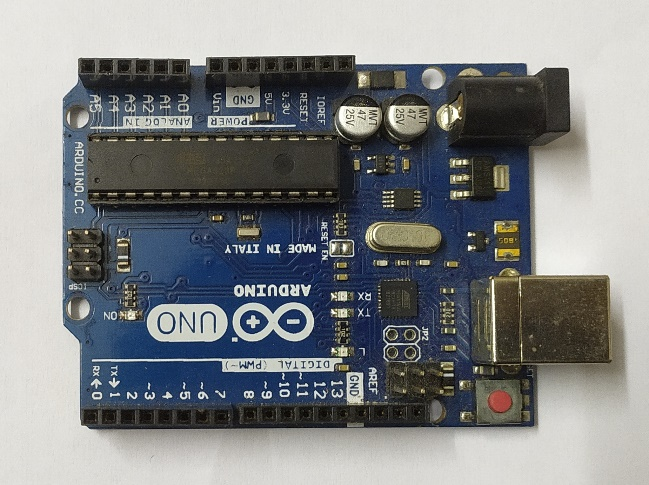 A5
A4
A3
A2
A1
A0
ANALOG IN
Vin
GND
5V
3.3V
RESET
IOREF
POWER
47
25V
MVT
47
25V
MVT
ARDUINO.CC
RESET EN
MADE IN ITALY
ICSP
ON
UNO
ARDUINO
RX
TX
L
JP2
DIGITAL (PWM~)
RX←0
TX→1
2
~3
4
~5
~6
7
8
~9
~10
~11
12
13
GND
AREF